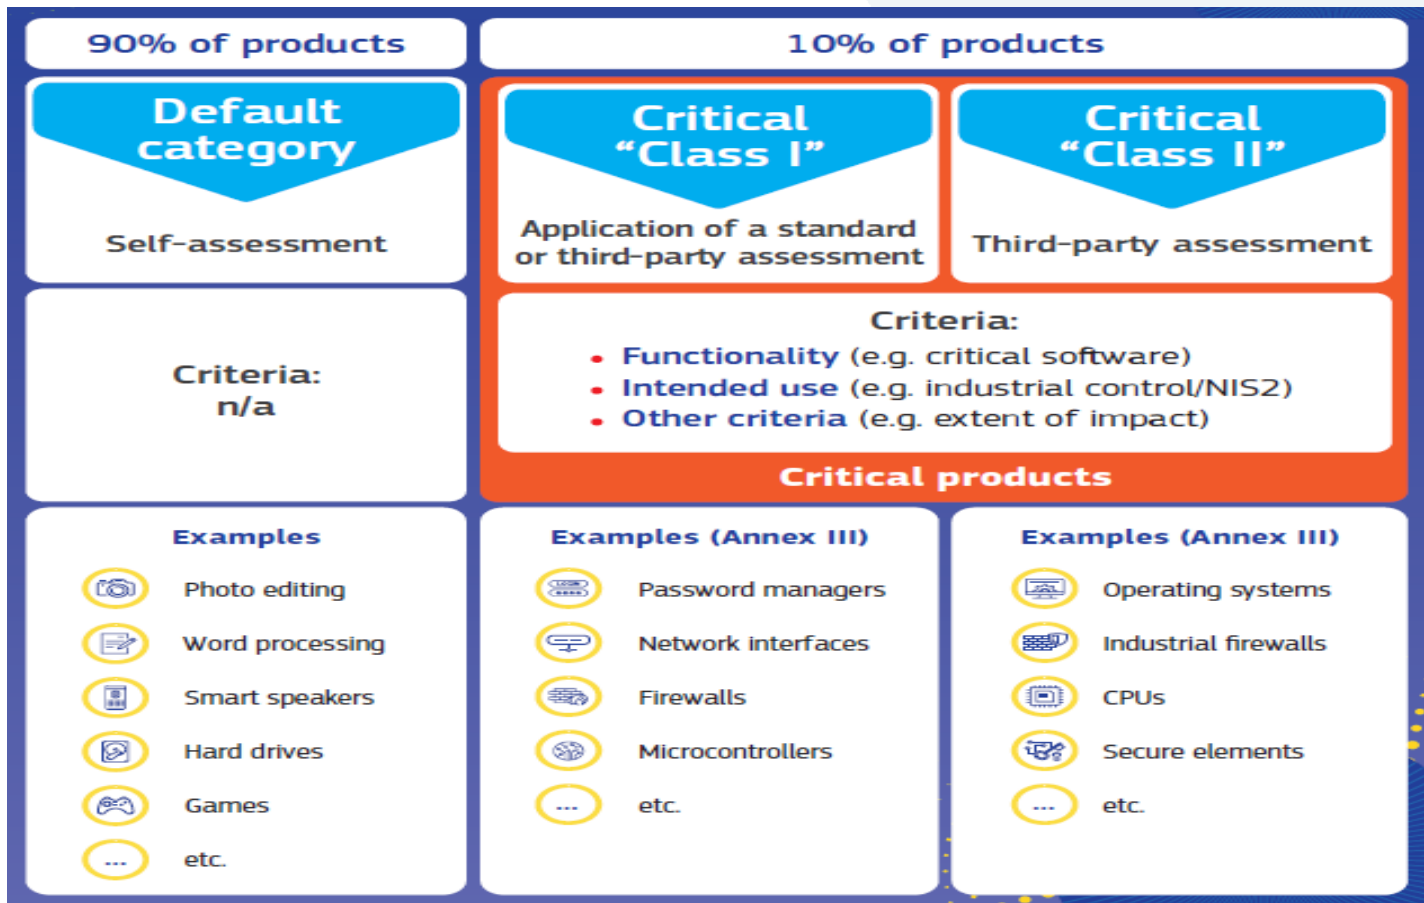 90% of products
10% of products
Default
category
Self-assessment
Critical
“Class I”
Application of a standard
or third-party assessment
Critical
“Class II”
Third-party assessment
Criteria:
n/a
Criteria:
• Functionality (e.g. critical software)
• Intended use (e.g. industrial control/NIS2)
• Other criteria (e.g. extent of impact)
Critical products
Examples
Photo editing
Word processing
Smart speakers
Hard drives
Games
... etc.
Examples (Annex III)
LOGIN
Password managers
Network interfaces
Firewalls
Microcontrollers
... etc.
Examples (Annex III)
Operating systems
Industrial firewalls
CPUs
Secure elements
... etc.